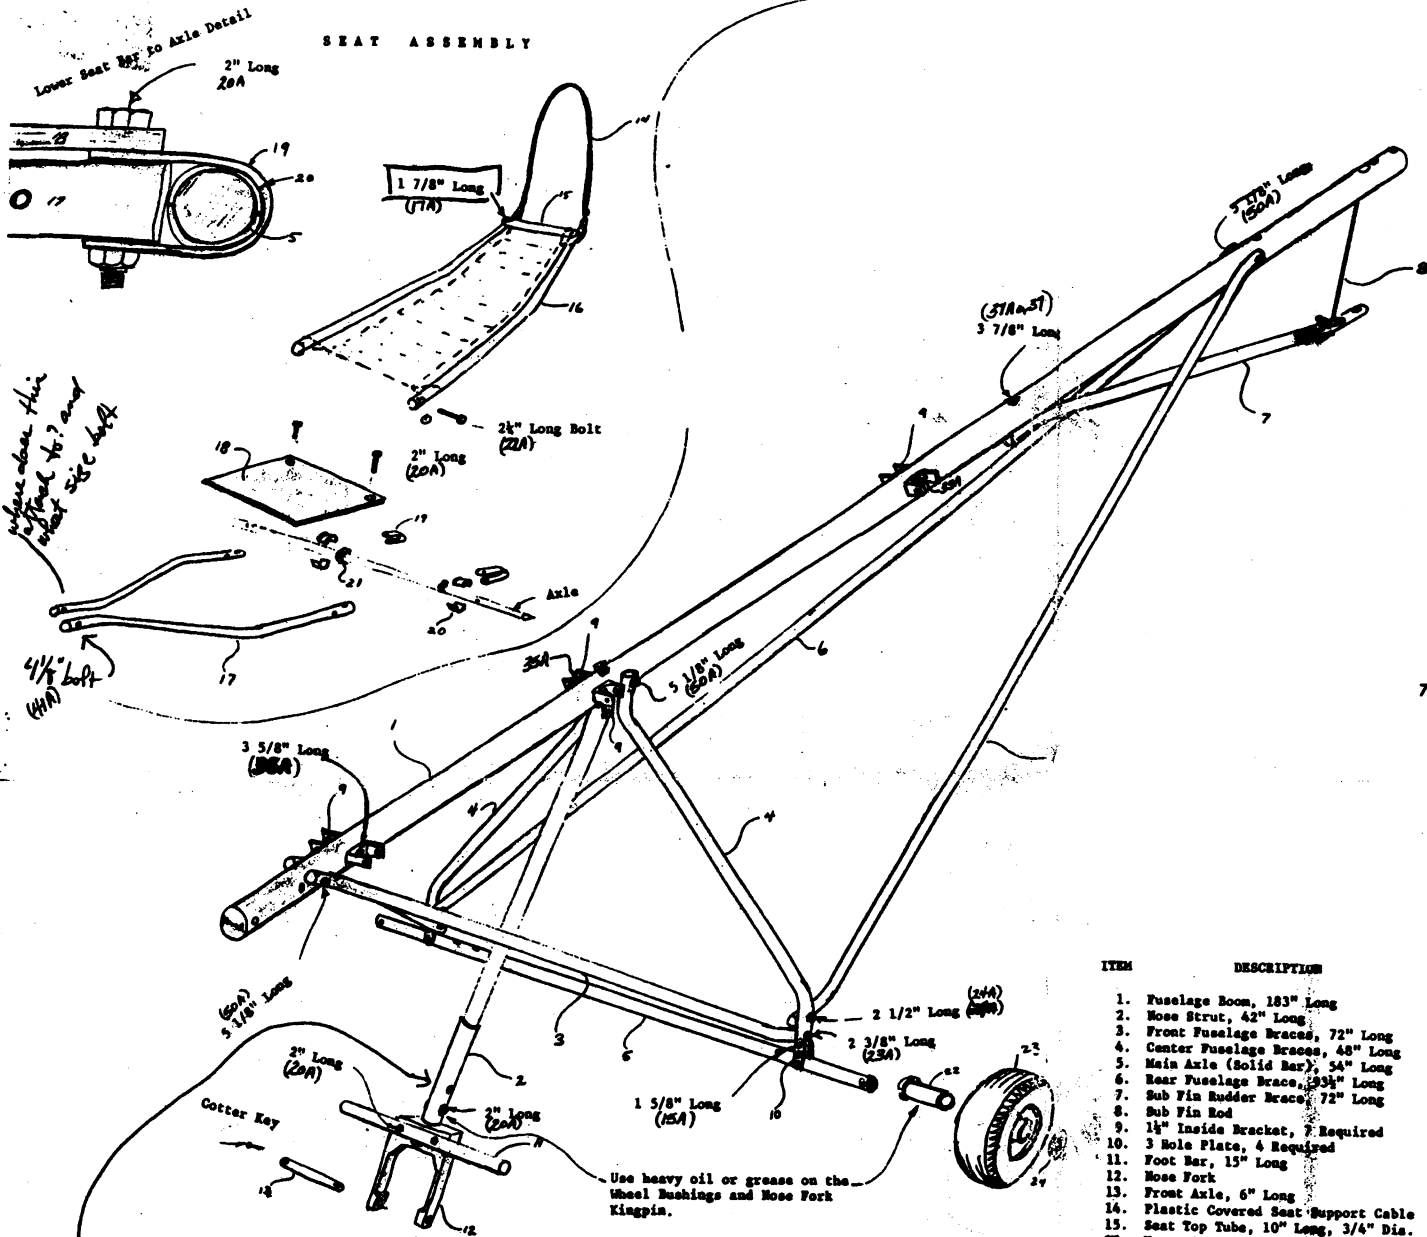 SEAT ASSEMBLY
Lower Seat Bar to Axle Detail
2" Long
20A
18
19
20
17
5
1 7/8" Long
(17A)
14
15
16
2¼" Long Bolt
(22A)
2" Long
(20A)
18
19
21
20
Axle
17
where does this
attach to? and
what size bolt
4 1/8" bolt
(41A)
5 1/8" Long
(50A)
8
(37A or 37)
3 7/8" Long
7
9
35A
6
9
35A
5 1/8" Long
(50A)
9
7
1
3 5/8" Long
9
4
4
(50A)
5 1/8" Long
3
6
2 1/2" Long
(24A)
2 3/8" Long
(23A)
23
22
24
1 5/8" Long
(15A)
10
2
2" Long
(20A)
2" Long
(20A)
11
Cotter Key
12
Use heavy oil or grease on the
Wheel Bushings and Nose Fork
Kingpin.
ITEM DESCRIPTION
1. Fuselage Boom, 183" Long
2. Nose Strut, 42" Long
3. Front Fuselage Braces, 72" Long
4. Center Fuselage Braces, 48" Long
5. Main Axle (Solid Bar), 54" Long
6. Rear Fuselage Brace, 93½" Long
7. Sub Fin Rudder Brace, 72" Long
8. Sub Fin Rod
9. 1½" Inside Bracket, 7 Required
10. 3 Hole Plate, 4 Required
11. Foot Bar, 15" Long
12. Nose Fork
13. Front Axle, 6" Long
14. Plastic Covered Seat Support Cable
15. Seat Top Tube, 10" Long, 3/4" Dia.